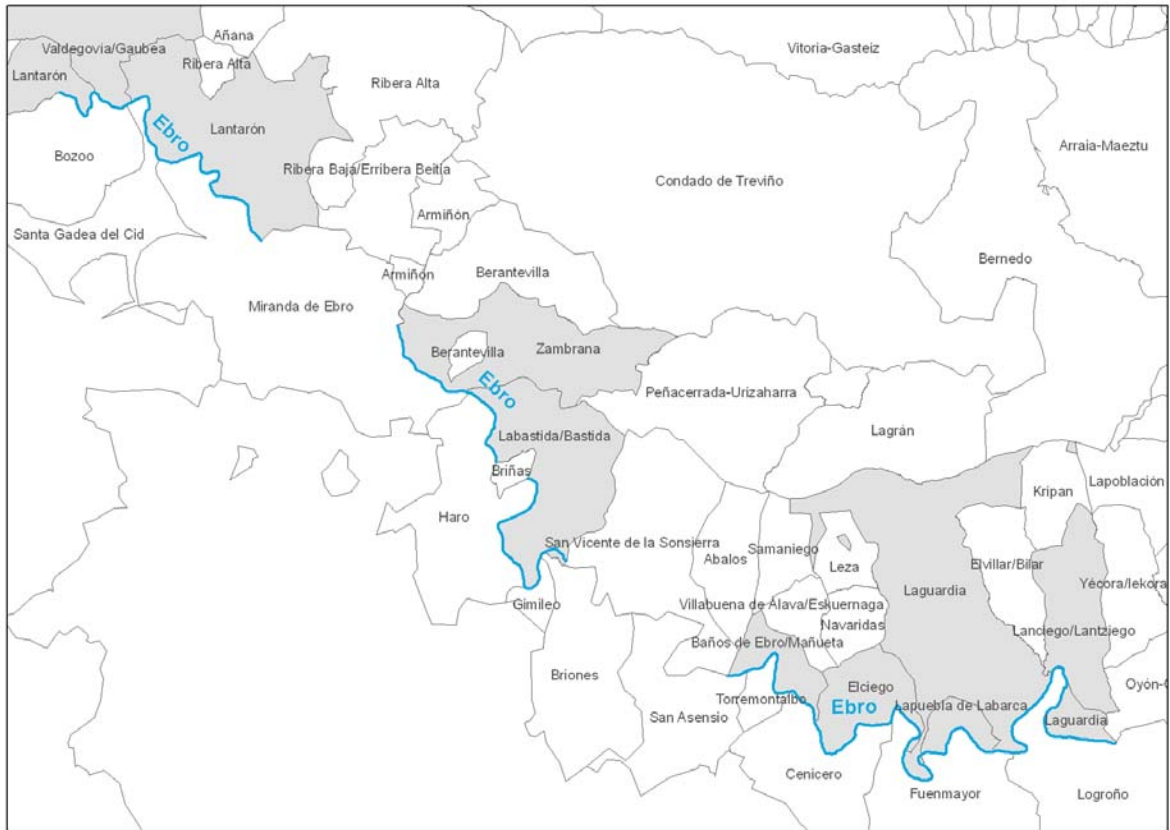 Añana
Valdegovía/Gaubea
Vitoria-Gasteiz
Ribera Alta
Lantarón
Ribera Alta
Ebro
Lantarón
Arraia-Maeztu
Bozoo
Ribera Baja/Erribera Beitia
Condado de Treviño
Armiñón
Santa Gadea del Cid
Bernedo
Armiñón
Berantevilla
Miranda de Ebro
Berantevilla
Zambrana
Ebro
Peñacerrada-Urizaharra
Lagrán
Labastida/Bastida
Briñas
Lapoblación
Kripan
Haro
San Vicente de la Sonsierra
Abalos
Samaniego
Leza
Elvillar/Bilar
Laguardia
Yécora/Iekora
Gimileo
Villabuena de Alava/Eskuernaga
Navaridas
Lanciego/Lantziego
Baños de Ebro/Mañueta
Briones
Elciego
Oyón-O
Torremontalbo
Ebro
Lapuebla de Labarca
San Asensio
Laguardia
Cenicero
Fuenmayor
Logroño